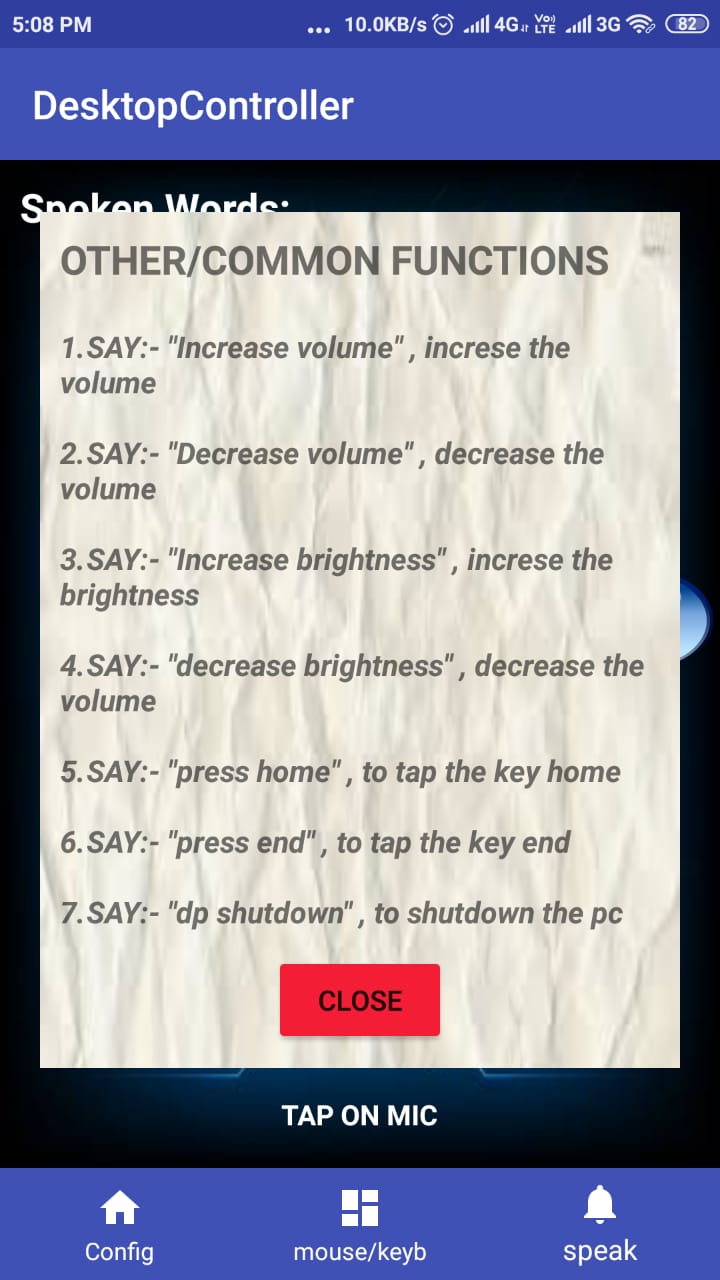 5:08 PM
... 10.0KB/s 4G Vo) LTE 3G 82
DesktopController
Spoken Words:
OTHER/COMMON FUNCTIONS
1.SAY:- "Increase volume" , increse the
volume
2.SAY:- "Decrease volume" , decrease the
volume
3.SAY:- "Increase brightness" , increse the
brightness
4.SAY:- "decrease brightness" , decrease the
volume
5.SAY:- "press home" , to tap the key home
6.SAY:- "press end" , to tap the key end
7.SAY:- "dp shutdown" , to shutdown the pc
CLOSE
TAP ON MIC
Config
mouse/keyb
speak